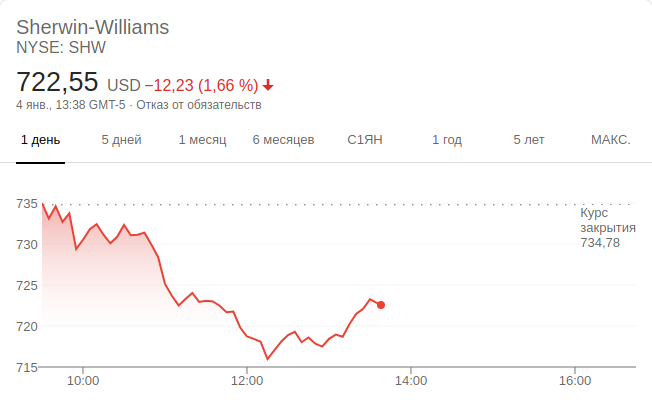 Sherwin-Williams
NYSE: SHW
722,55 USD −12,23 (1,66 %)
4 янв., 13:38 GMT-5 · Отказ от обязательств
1 день 5 дней 1 месяц 6 месяцев С1ЯН 1 год 5 лет МАКС.
735
Курс
закрытия
734,78
730
725
720
715
10:00 12:00 14:00 16:00